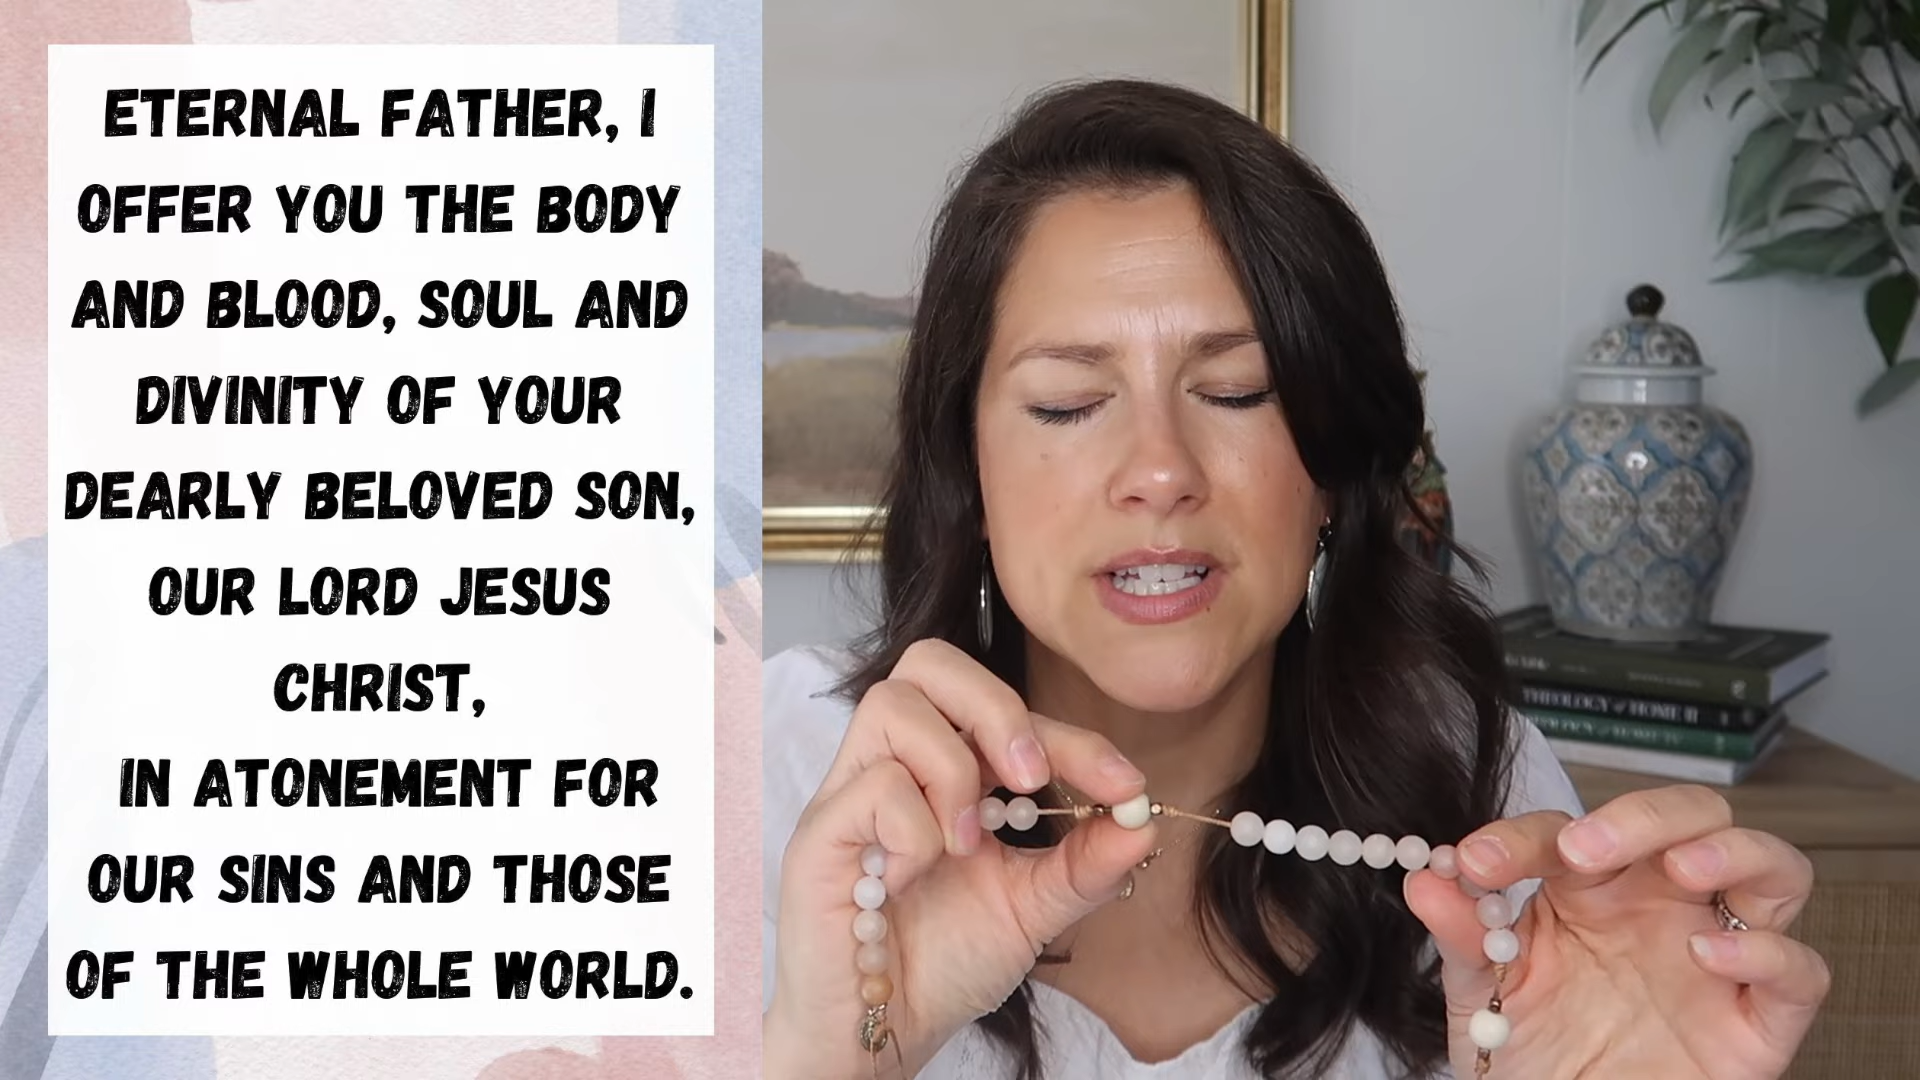 ETERNAL FATHER, I
OFFER YOU THE BODY
AND BLOOD, SOUL AND
DIVINITY OF YOUR
DEARLY BELOVED SON,
OUR LORD JESUS
CHRIST,
IN ATONEMENT FOR
OUR SINS AND THOSE
OF THE WHOLE WORLD.
THEOLOGY of HOME II